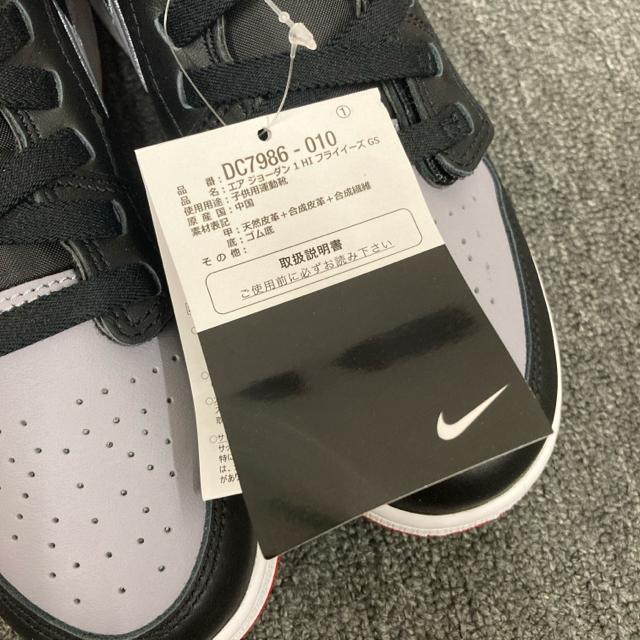 ①
品　　番：DC7986-010
品　　名：エア ジョーダン 1 HI フライイーズ GS
使用用途：子供用運動靴
原 産 国：中国
素材表記：
甲：天然皮革＋合成皮革＋合成繊維
底：ゴム底
そ の 他：
取扱説明書
ご使用前に必ずお読み下さい